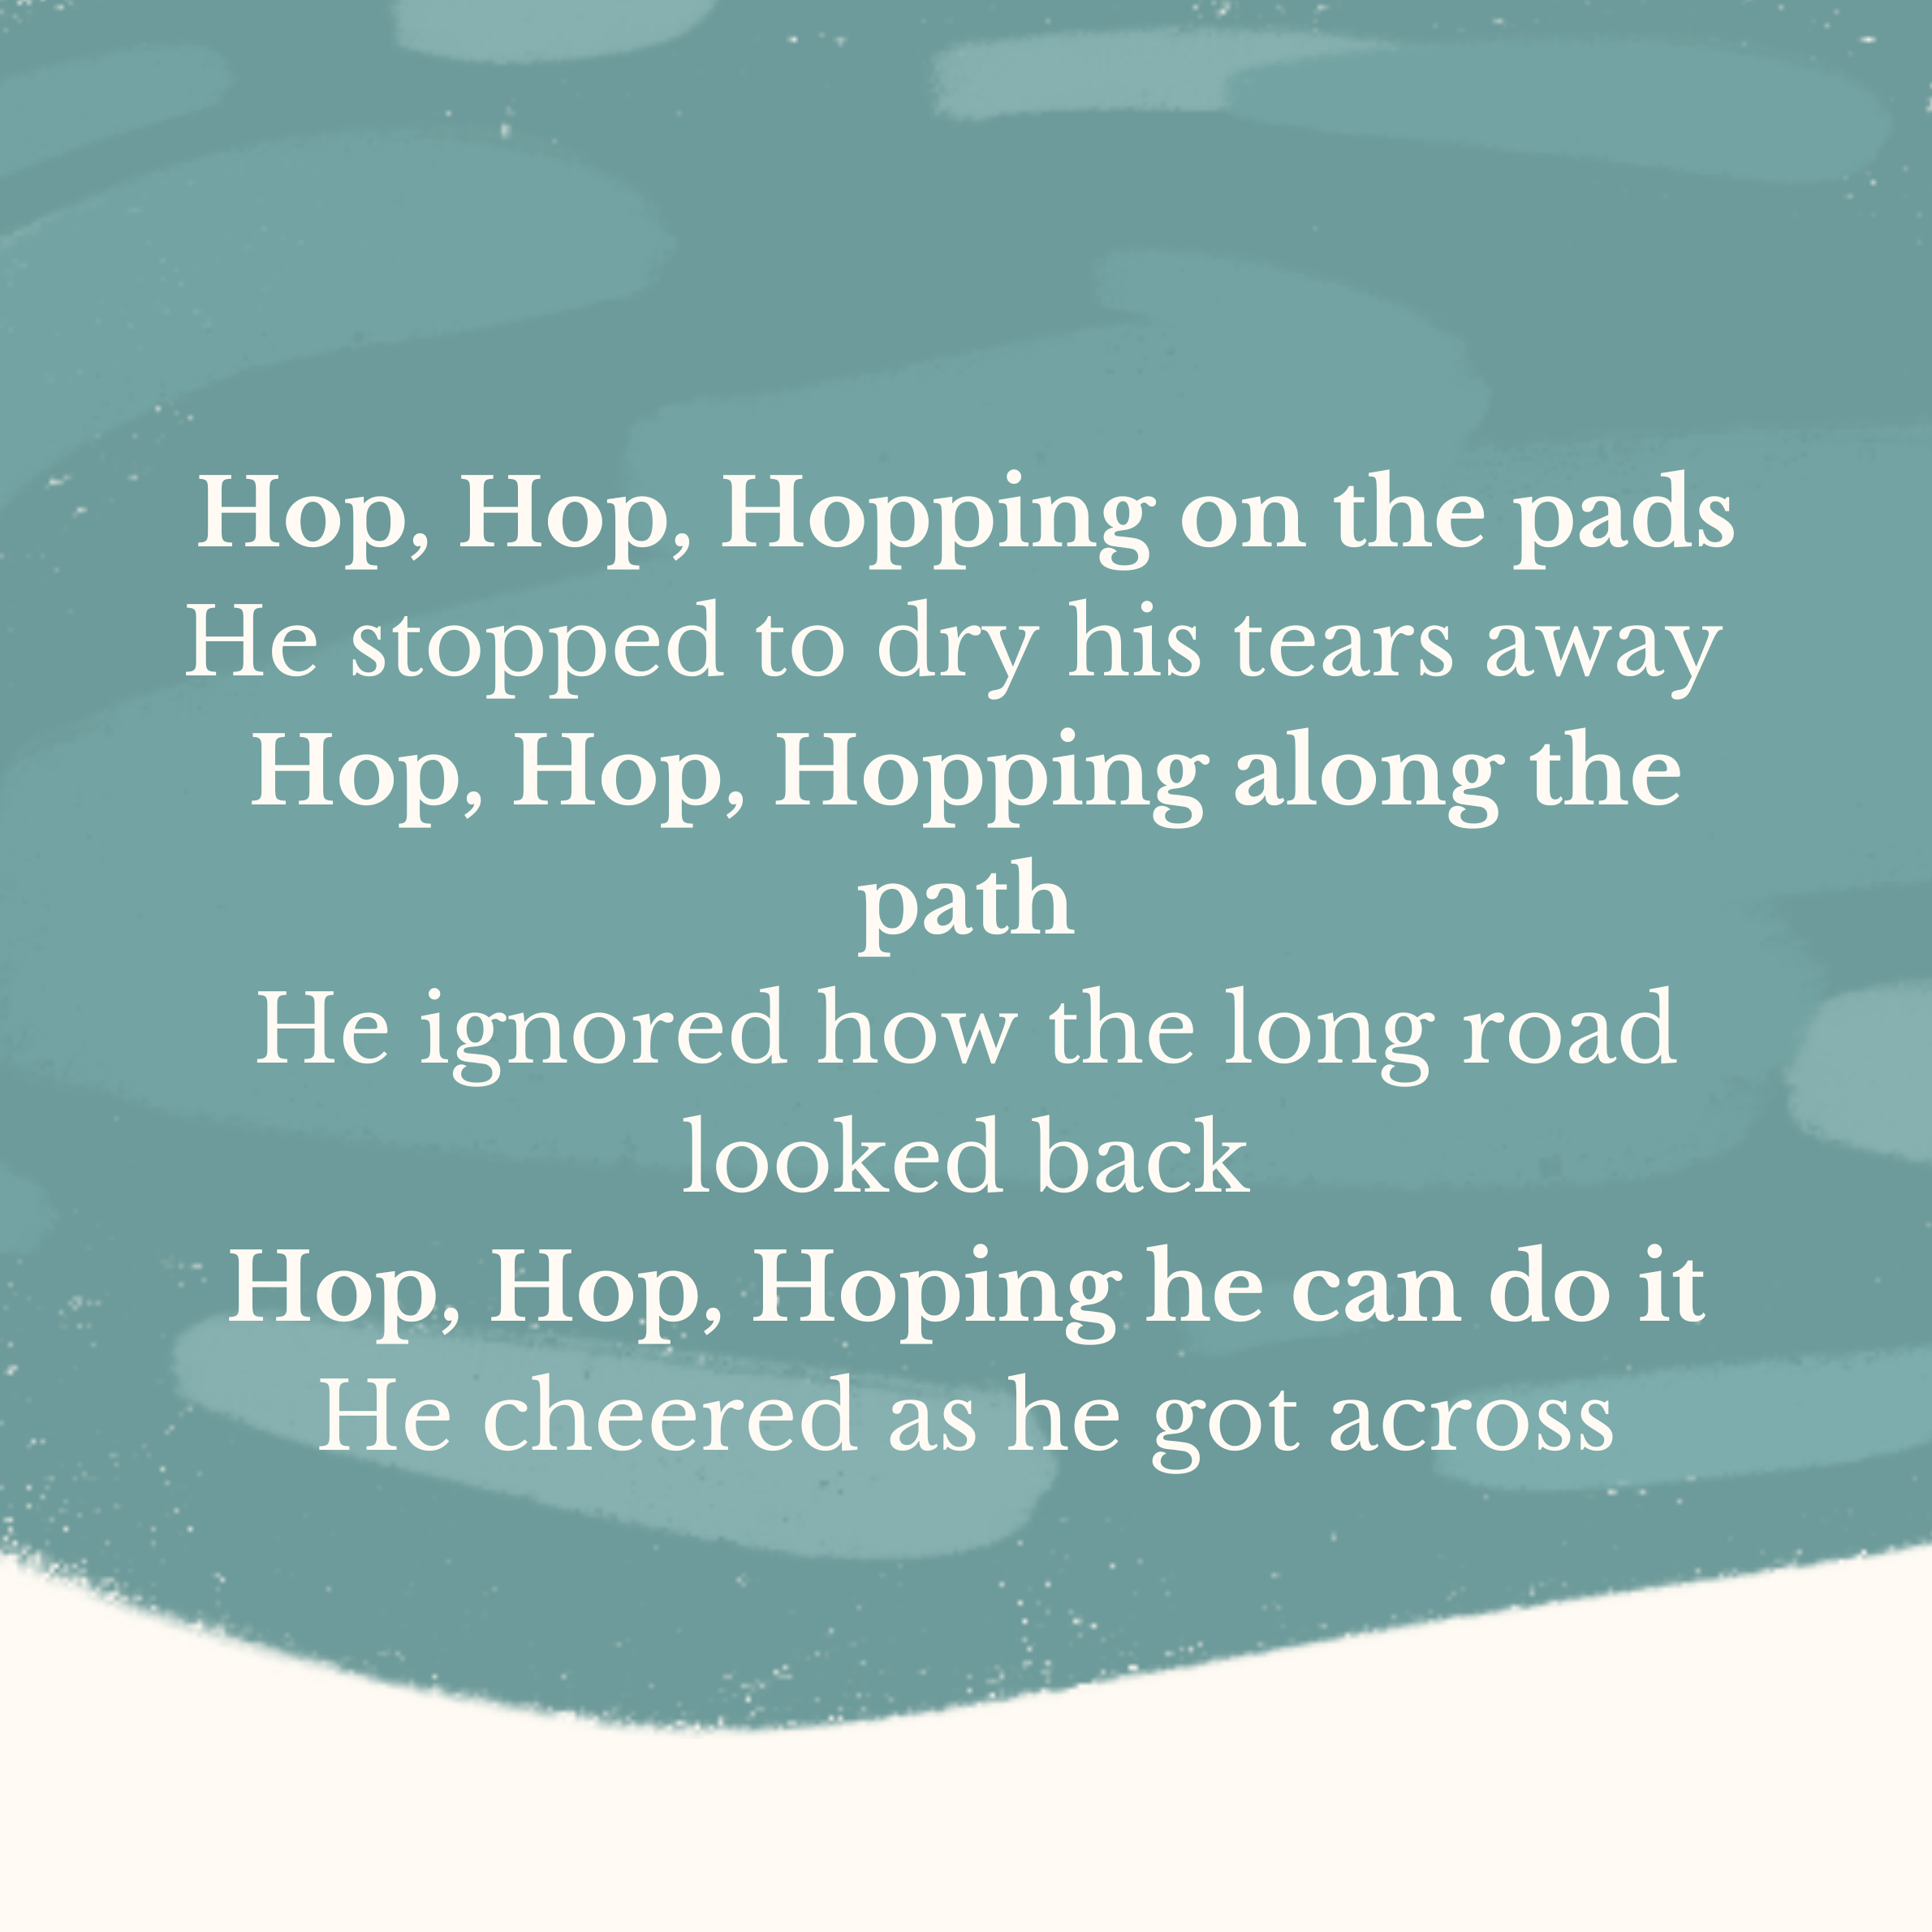 Hop, Hop, Hopping on the pads
He stopped to dry his tears away
Hop, Hop, Hopping along the
path
He ignored how the long road
looked back
Hop, Hop, Hoping he can do it
He cheered as he got across